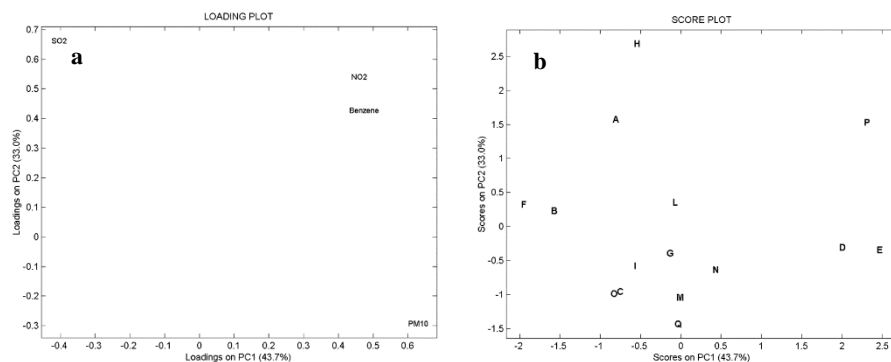 LOADING PLOT
0.7
SO2
a
0.6
NO2
0.5
Benzene
0.4
0.3
0.2
0.1
0
-0.1
-0.2
-0.3
PM10
-0.4 -0.3 -0.2 -0.1 0 0.1 0.2 0.3 0.4 0.5 0.6
Loadings on PC1 (43.7%)
Loadings on PC2 (33.0%)
SCORE PLOT
b
H
2.5
2
A
P
1.5
1
0.5
F
B
L
0
D
E
G
-0.5
I
N
O
C
M
-1
Q
-1.5
-2 -1.5 -1 -0.5 0 0.5 1 1.5 2 2.5
Scores on PC1 (43.7%)
Scores on PC2 (33.0%)